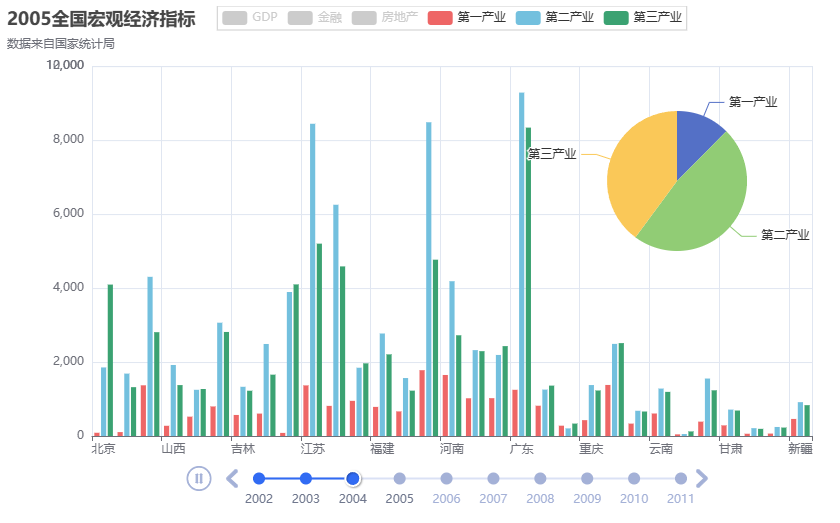 2005全国宏观经济指标
GDP 金融 房地产 第一产业 第二产业 第三产业
数据来自国家统计局
8,000
6,000
4,000
2,000
0
第一产业
第三产业
第二产业
北京 山西 吉林 江苏 福建 河南 广东 重庆 云南 甘肃 新疆
2002 2003 2004 2005 2006 2007 2008 2009 2010 2011